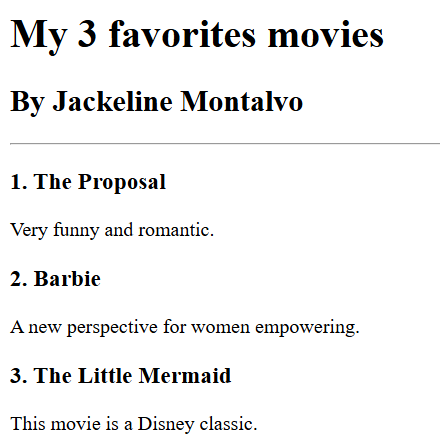 My 3 favorites movies
By Jackeline Montalvo
1. The Proposal
Very funny and romantic.
2. Barbie
A new perspective for women empowering.
3. The Little Mermaid
This movie is a Disney classic.